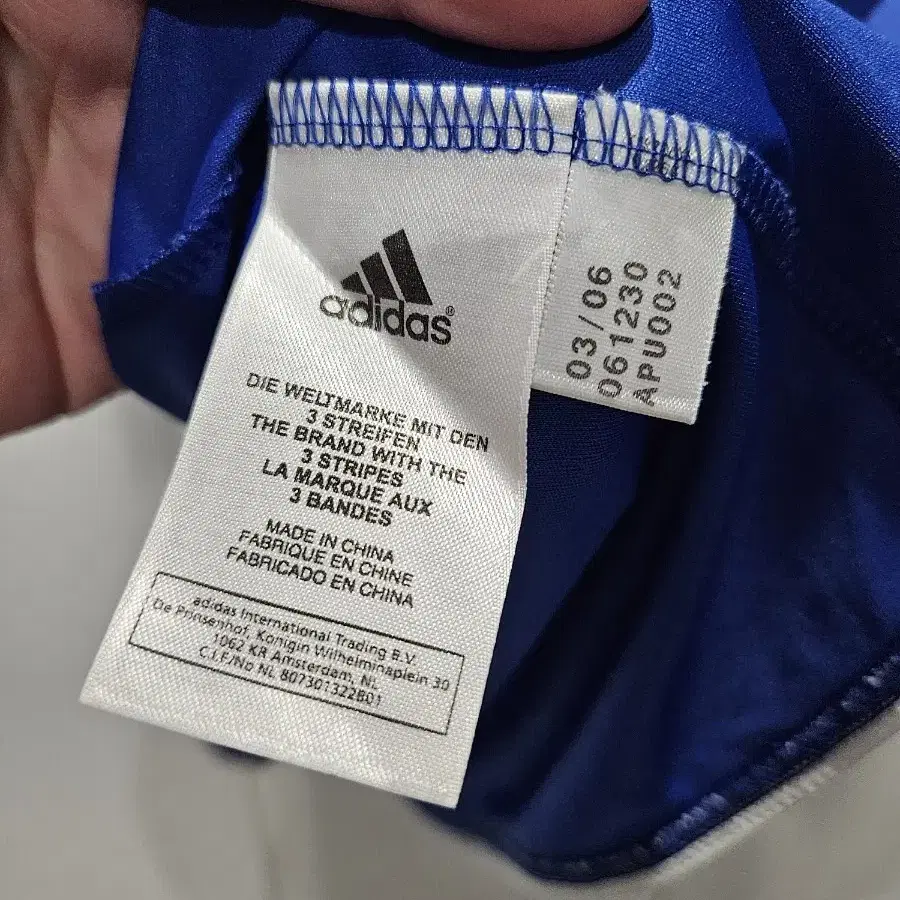 adidas®
DIE WELTMARKE MIT DEN
3 STREIFEN
THE BRAND WITH THE
3 STRIPES
LA MARQUE AUX
3 BANDES
MADE IN CHINA
FABRIQUE EN CHINE
FABRICADO EN CHINA
adidas International Trading B.V.
De Prinsenhof, Konigin Wilhelminaplein 30
1062 KR Amsterdam, NL
C.I.F/No NL 807301322B01
03/06
061230
APU002